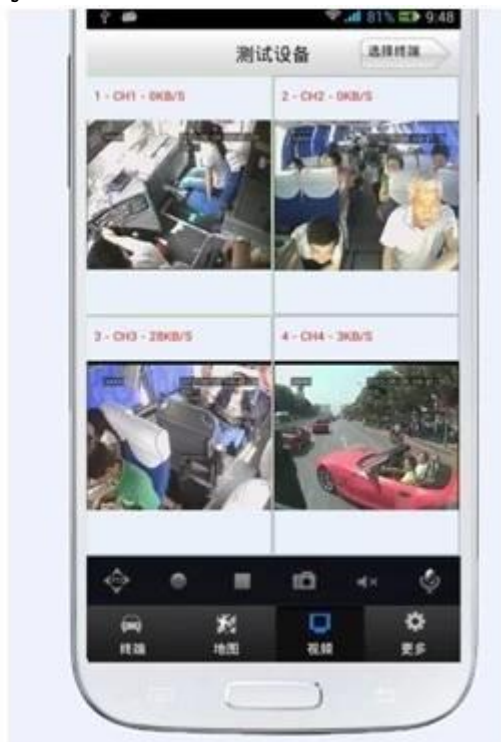 81% 9:48
测试设备 选择终端
1 - CH1 - 0KB/S 2 - CH2 - 0KB/S
3 - CH3 - 28KB/S 4 - CH4 - 3KB/S
终端 地图 视频 更多